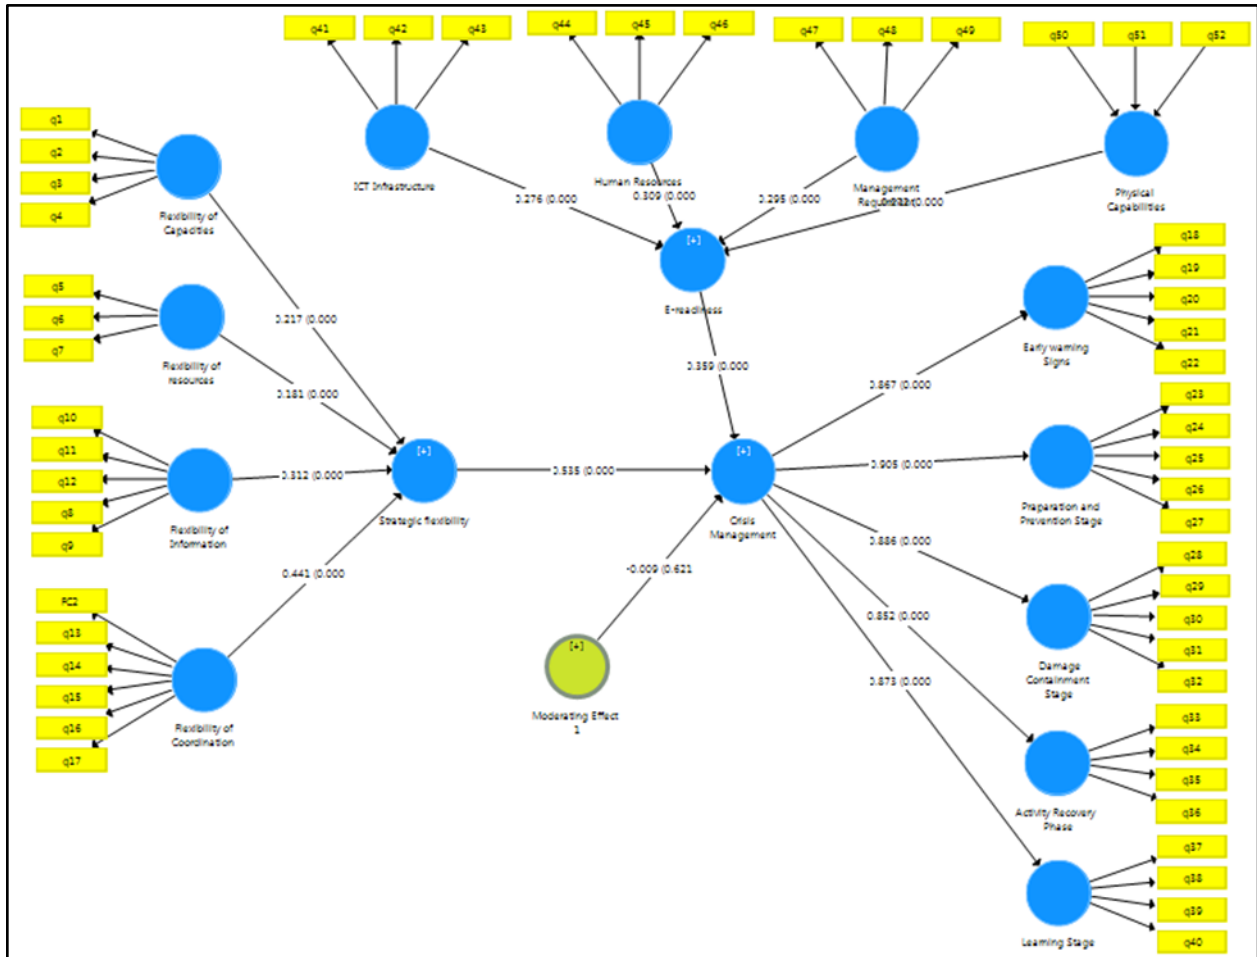 q41
q42
q43
q44
q45
q46
q47
q48
q49
q50
q51
q52
ICT Infrastructure
Human Resources
Management
Physical
Capabilities
0.276 (0.000
0.309 (0.000
0.295 (0.000
[+]
E-readiness
0.359 (0.000
q1
q2
q3
q4
Flexibility of
Capacities
0.217 (0.000
q5
q6
q7
Flexibility of
resources
0.181 (0.000
q10
q11
q12
q8
q9
Flexibility of
Information
0.312 (0.000
FC2
q13
q14
q15
q16
q17
Flexibility of
Coordination
0.441 (0.000
[+]
Strategic flexibility
0.535 (0.000
[+]
Crisis
Management
-0.009 (0.621
[+]
Moderating Effect
1
0.867 (0.000
0.905 (0.000
0.886 (0.000
0.852 (0.000
0.873 (0.000
q18
q19
q20
q21
q22
Early warning
Signs
q23
q24
q25
q26
q27
Praparation and
Prevention Stage
q28
q29
q30
q31
q32
Damage
Containment
Stage
q33
q34
q35
q36
Activity Recovery
Phase
q37
q38
q39
q40
Learning Stage